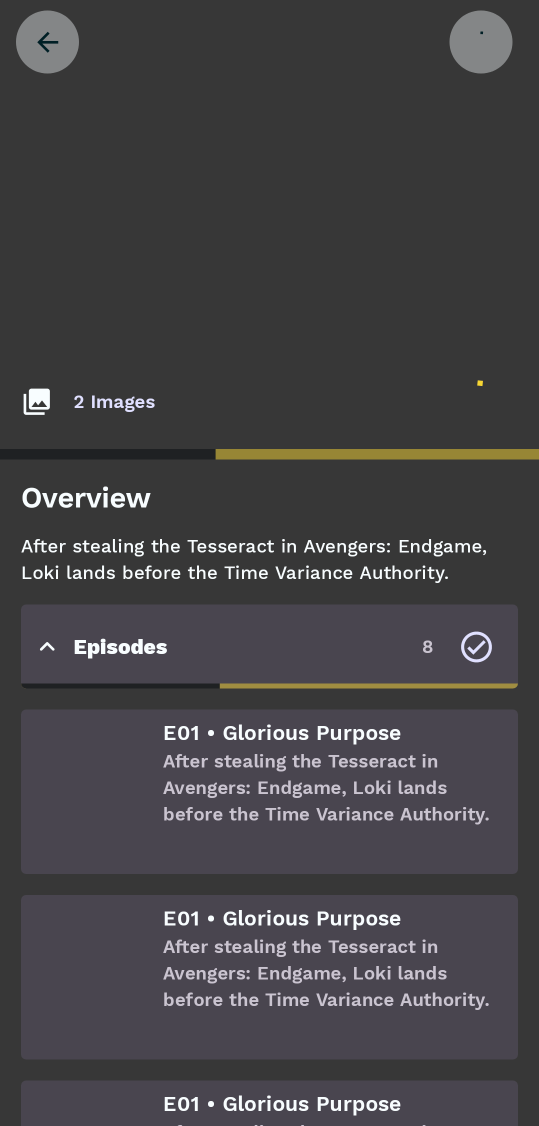 2 Images
Overview
After stealing the Tesseract in Avengers: Endgame,
Loki lands before the Time Variance Authority.
Episodes
8
E01 • Glorious Purpose
After stealing the Tesseract in
Avengers: Endgame, Loki lands
before the Time Variance Authority.
E01 • Glorious Purpose
After stealing the Tesseract in
Avengers: Endgame, Loki lands
before the Time Variance Authority.
E01 • Glorious Purpose